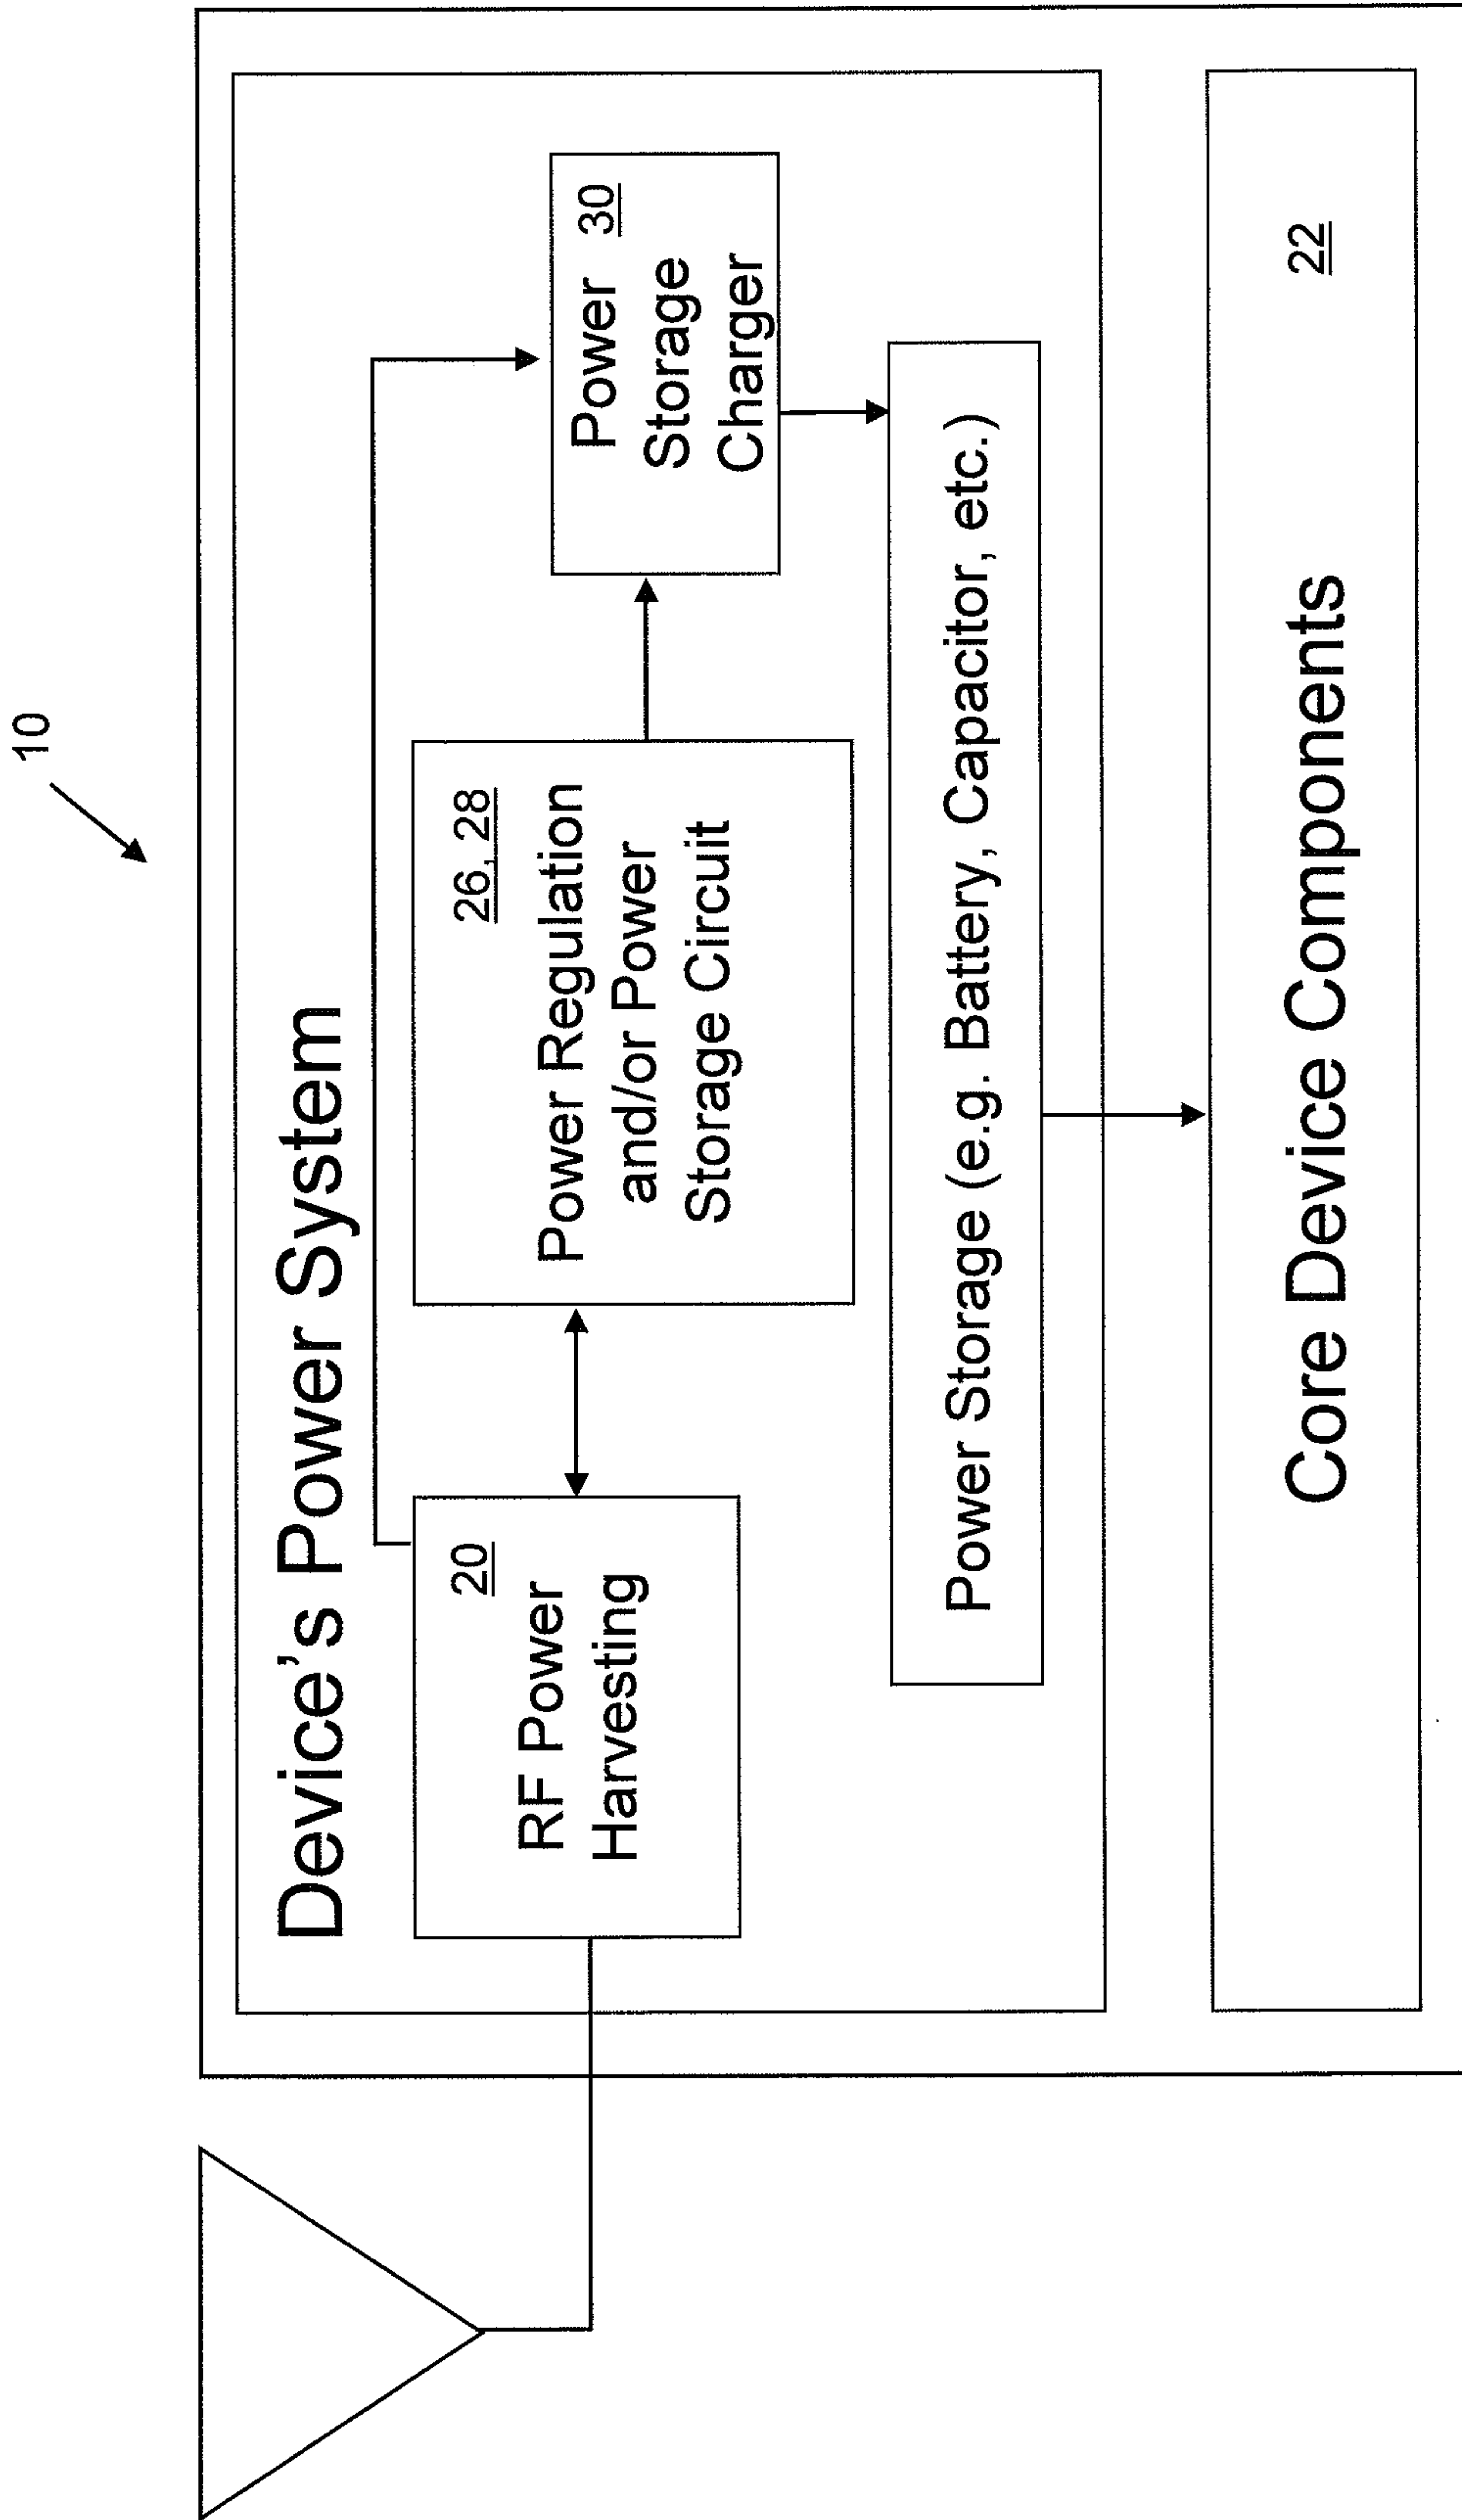 10
Device's Power System
20
RF Power
Harvesting
26, 28
Power Regulation
and/or Power
Storage Circuit
Power 30
Storage
Charger
Power Storage (e.g. Battery, Capacitor, etc.)
Core Device Components 22